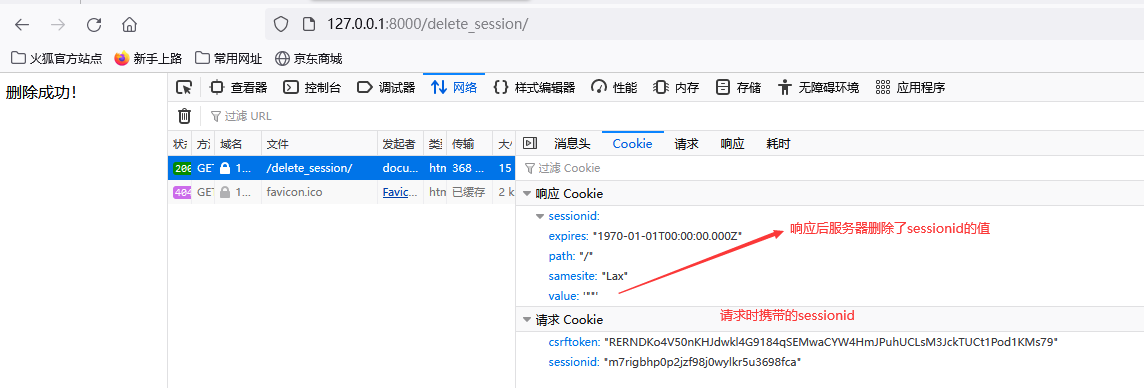 127.0.0.1:8000/delete_session/
火狐官方站点 新手上路 常用网址 京东商城
删除成功！
查看器 控制台 调试器 网络 样式编辑器 性能 内存 存储 无障碍环境 应用程序
过滤 URL
状 方 域名 文件 发起者 类 传输 大
消息头 Cookie 请求 响应 耗时
200 GET 1... /delete_session/ docu... htn 368 ... 15
404 GET 1... favicon.ico Favic... htn 已缓存 2 k
过滤 Cookie
响应 Cookie
sessionid:
expires: "1970-01-01T00:00:00.000Z"
path: "/"
samesite: "Lax"
value: '""'
响应后服务器删除了sessionid的值
请求时携带的sessionid
请求 Cookie
csrftoken: "RERNDKo4V50nKHJdwkl4G9184qSEMwaCYW4HmJPuhUCLsM3JckTUCt1Pod1KMs79"
sessionid: "m7rigbhp0p2jzf98j0wylkr5u3698fca"